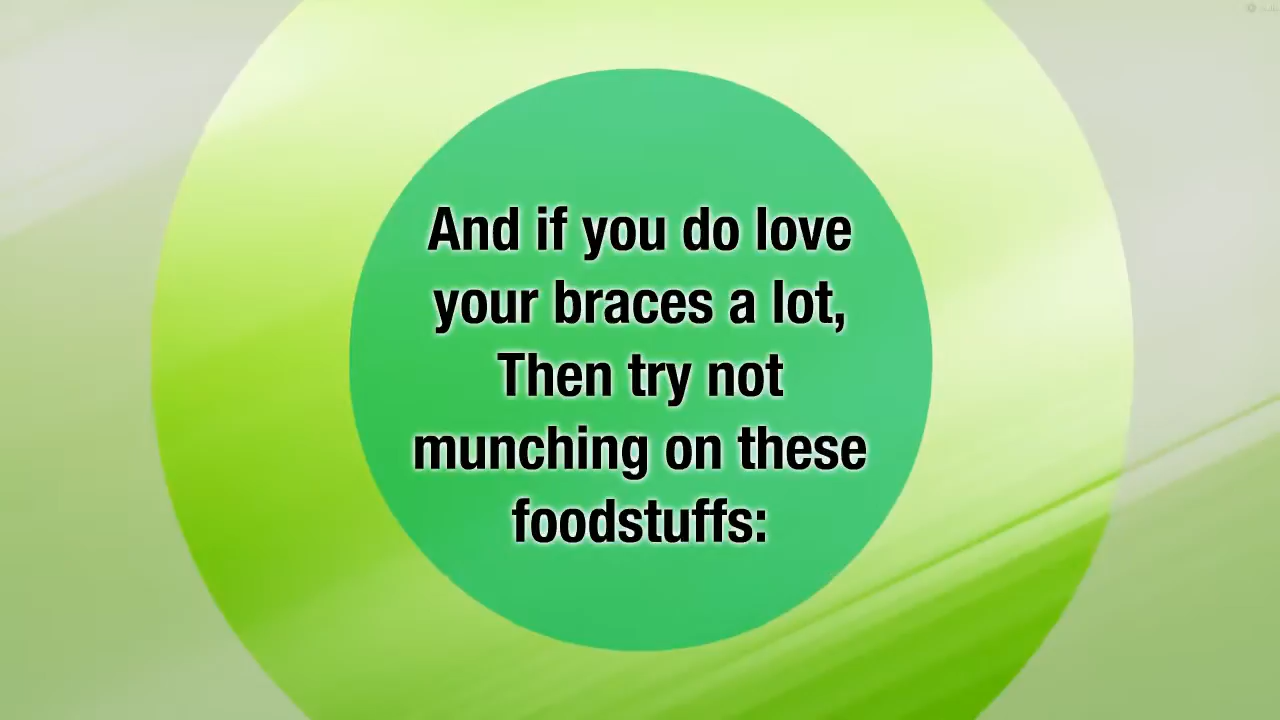 And if you do love
your braces a lot,
Then try not
munching on these
foodstuffs: